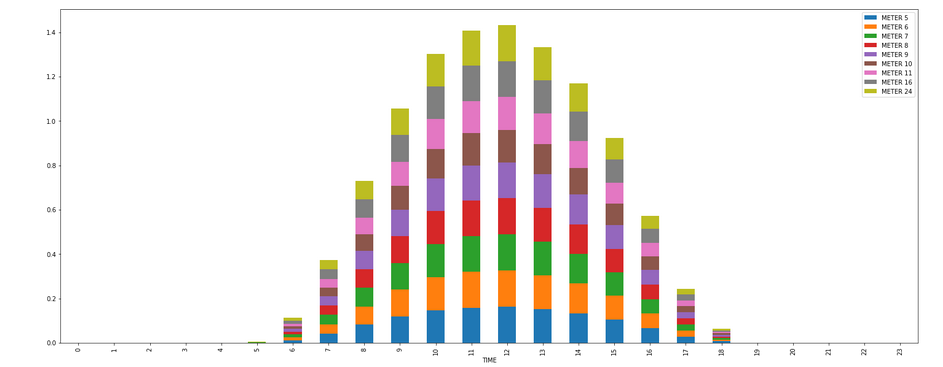 METER 5
METER 6
METER 7
METER 8
METER 9
METER 10
METER 11
METER 16
METER 24
1.4
1.2
1.0
0.8
0.6
0.4
0.2
0.0
0 1 2 3 4 5 6 7 8 9 10 11 12 13 14 15 16 17 18 19 20 21 22 23
TIME